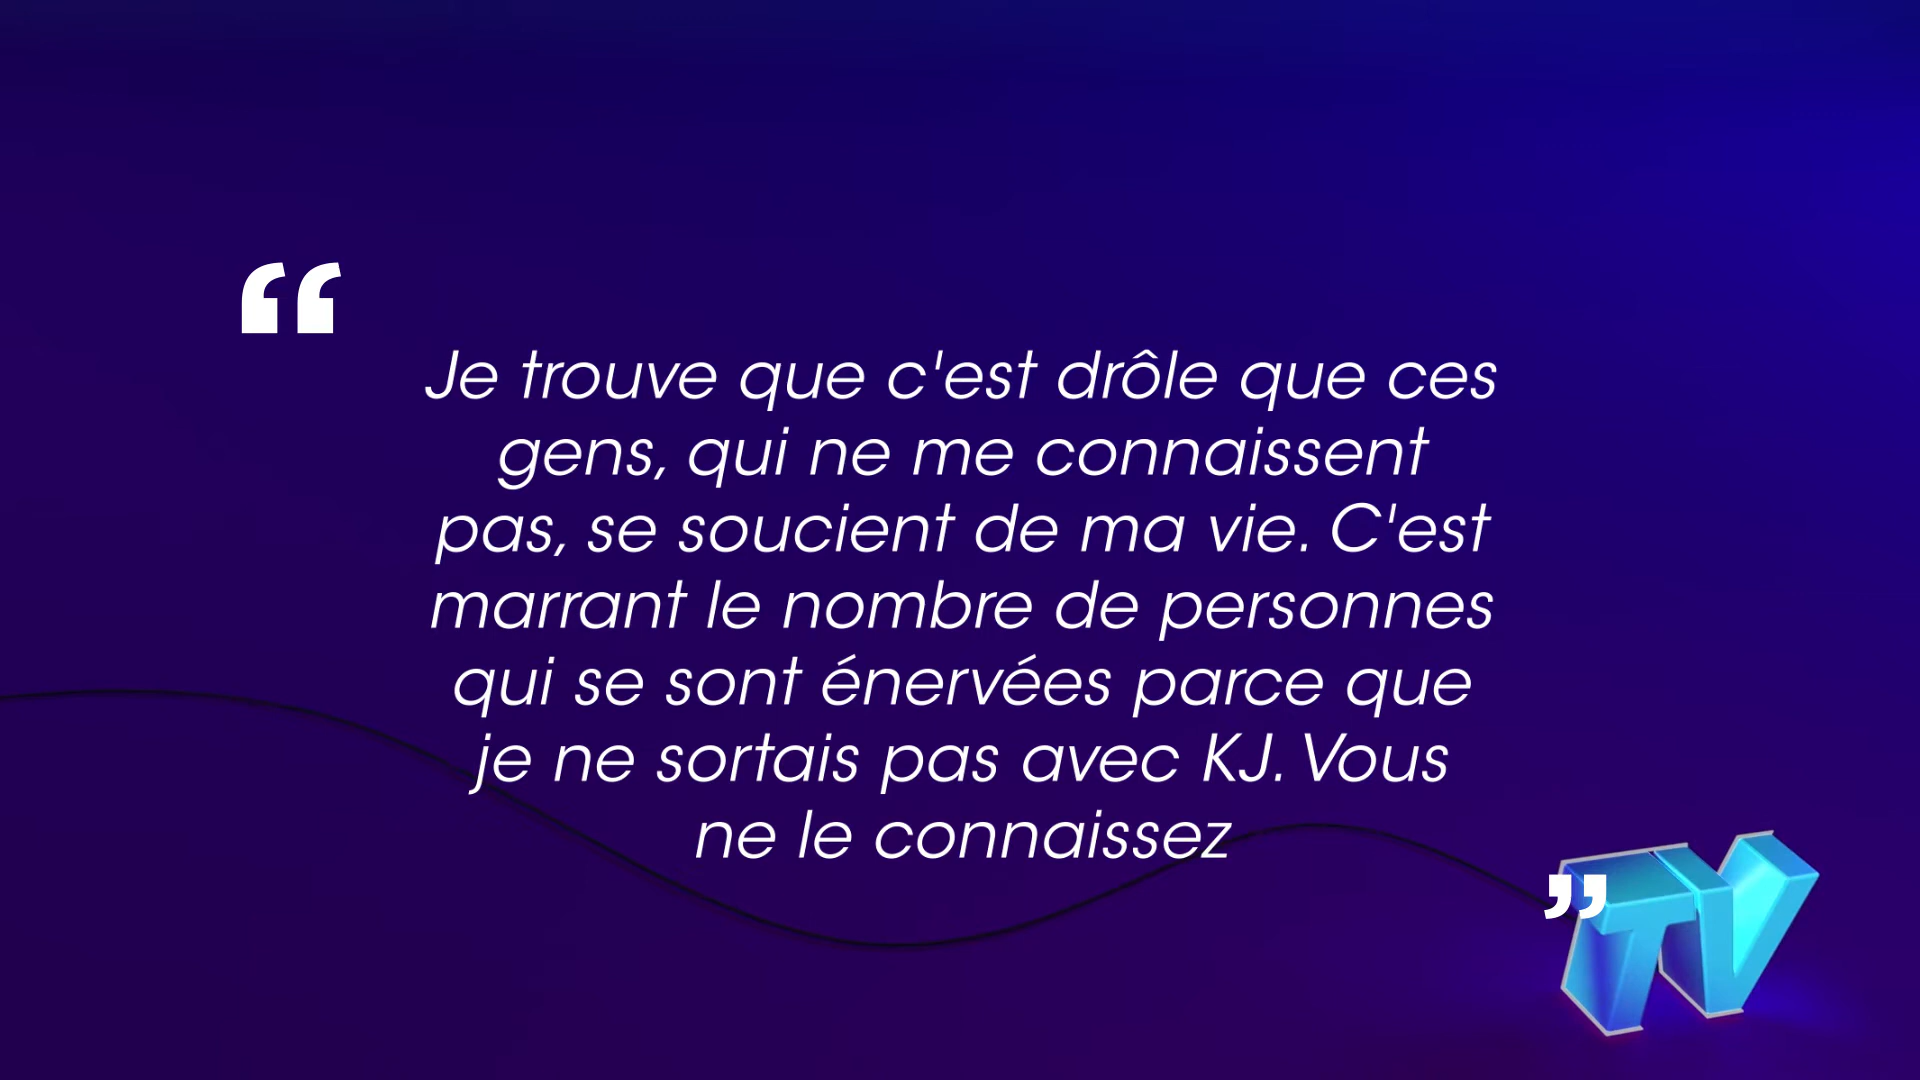 “
Je trouve que c'est drôle que ces
gens, qui ne me connaissent
pas, se soucient de ma vie. C'est
marrant le nombre de personnes
qui se sont énervées parce que
je ne sortais pas avec KJ. Vous
ne le connaissez
”
TV